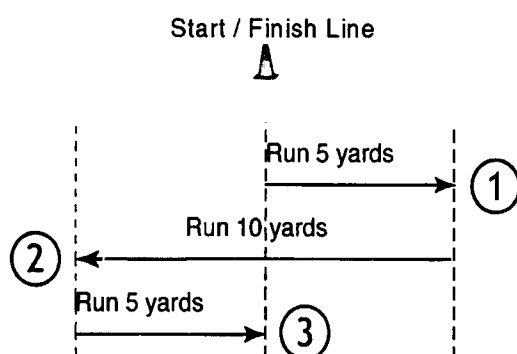 Start / Finish Line
Run 5 yards
1
Run 10 yards
2
Run 5 yards
3